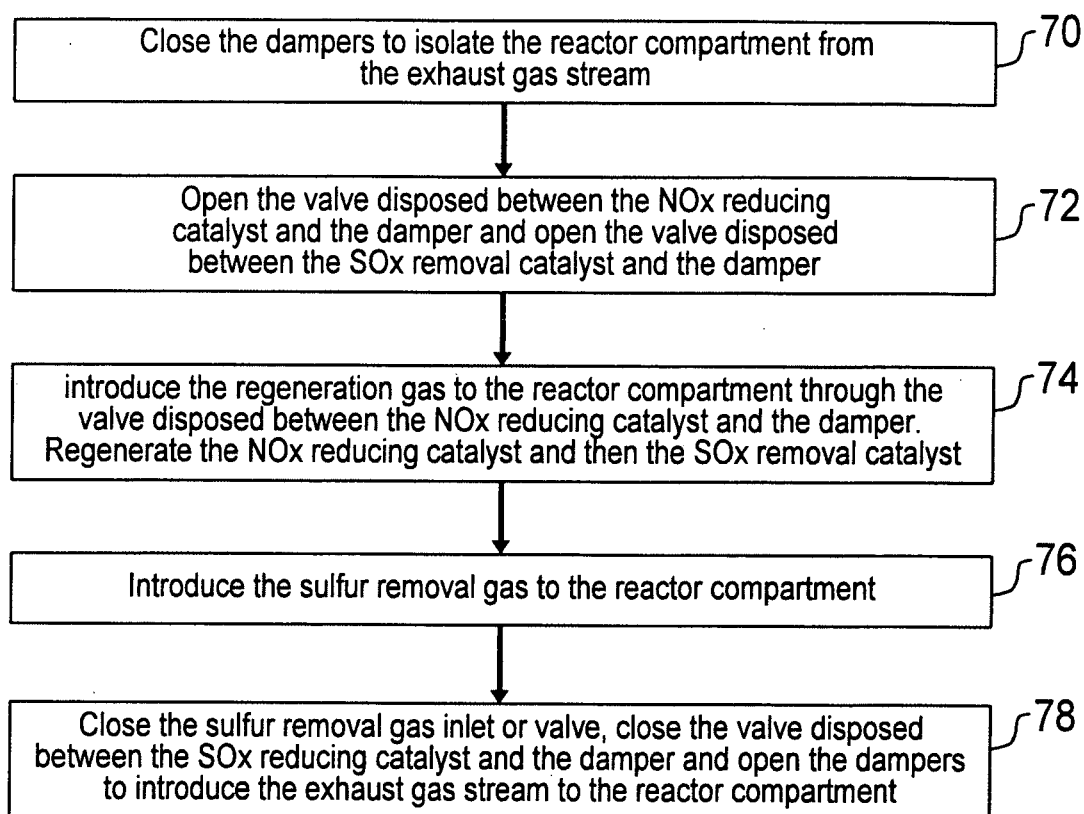 Close the dampers to isolate the reactor compartment from
the exhaust gas stream
70
Open the valve disposed between the NOx reducing
catalyst and the damper and open the valve disposed
between the SOx removal catalyst and the damper
72
introduce the regeneration gas to the reactor compartment through the
valve disposed between the NOx reducing catalyst and the damper.
Regenerate the NOx reducing catalyst and then the SOx removal catalyst
74
Introduce the sulfur removal gas to the reactor compartment
76
Close the sulfur removal gas inlet or valve, close the valve disposed
between the SOx reducing catalyst and the damper and open the dampers
to introduce the exhaust gas stream to the reactor compartment
78